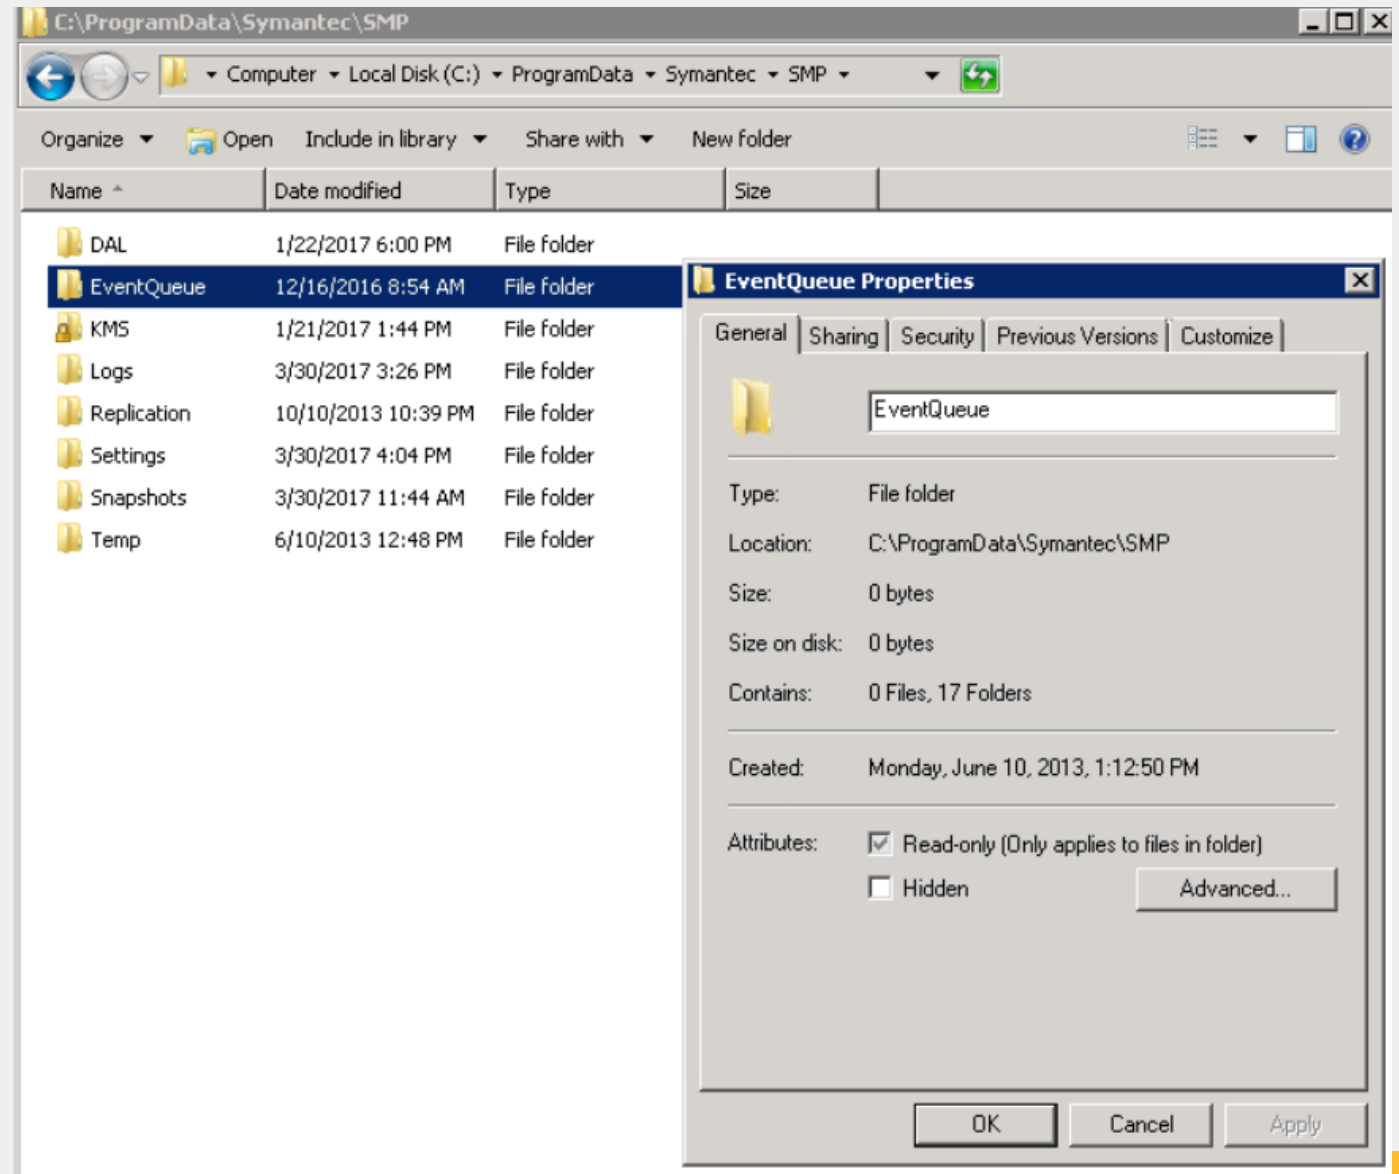 C:\ProgramData\Symantec\SMP
Computer Local Disk (C:) ProgramData Symantec SMP
Organize Open Include in library Share with New folder
Name Date modified Type Size
DAL 1/22/2017 6:00 PM File folder
EventQueue 12/16/2016 8:54 AM File folder
KMS 1/21/2017 1:44 PM File folder
Logs 3/30/2017 3:26 PM File folder
Replication 10/10/2013 10:39 PM File folder
Settings 3/30/2017 4:04 PM File folder
Snapshots 3/30/2017 11:44 AM File folder
Temp 6/10/2013 12:48 PM File folder
EventQueue Properties
General Sharing Security Previous Versions Customize
EventQueue
Type: File folder
Location: C:\ProgramData\Symantec\SMP
Size: 0 bytes
Size on disk: 0 bytes
Contains: 0 Files, 17 Folders
Created: Monday, June 10, 2013, 1:12:50 PM
Attributes: Read-only (Only applies to files in folder)
Hidden Advanced...
OK Cancel Apply